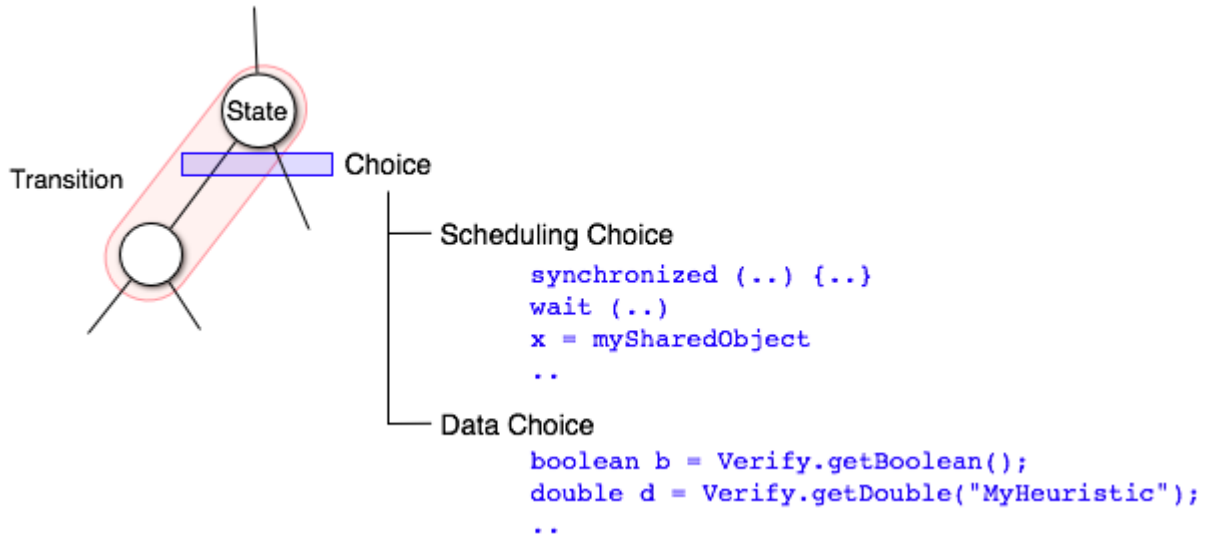 State
Choice
Transition
Scheduling Choice
synchronized (..) {..}
wait (..)
x = mySharedObject
..
Data Choice
boolean b = Verify.getBoolean();
double d = Verify.getDouble("MyHeuristic");
..